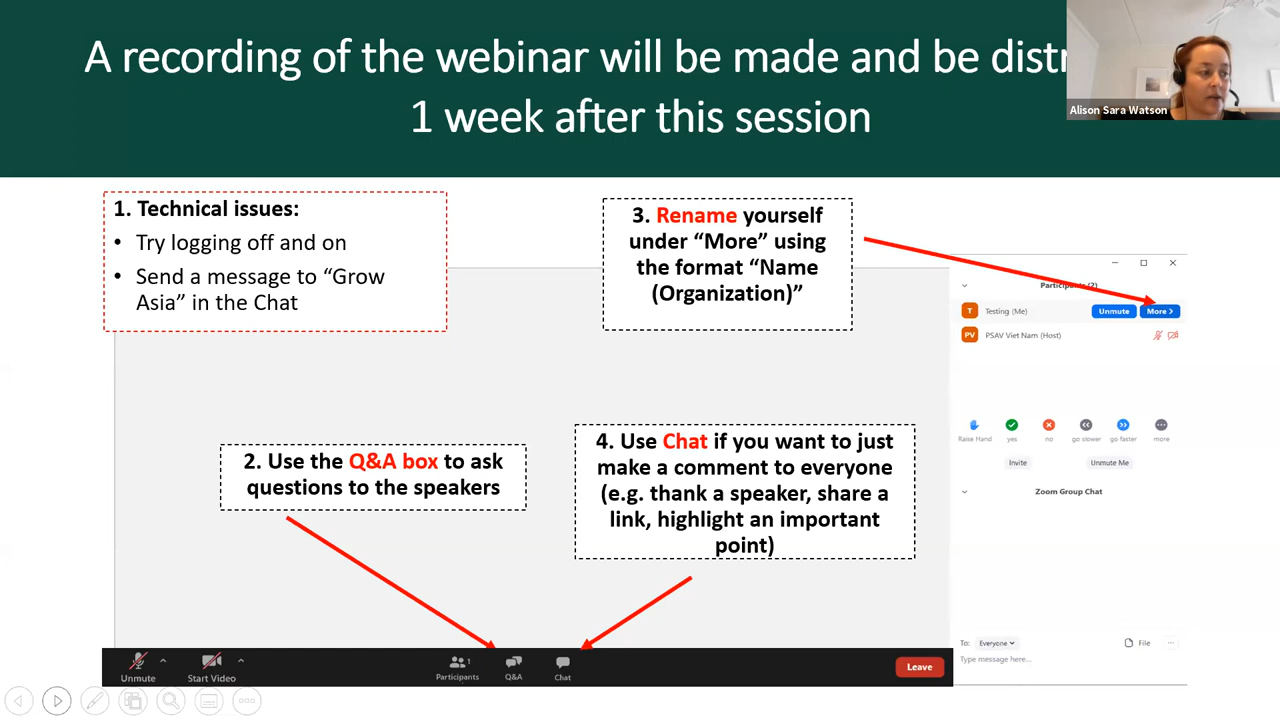 A recording of the webinar will be made and be distr
1 week after this session
Alison Sara Watson
1. Technical issues:
• Try logging off and on
• Send a message to “Grow
Asia” in the Chat
3. Rename yourself
under “More” using
the format “Name
(Organization)”
Participants (2)
T Testing (Me) Unmute More >
PV PSAV Viet Nam (Host)
Raise Hand yes no go slower go faster more
Invite Unmute Me
2. Use the Q&A box to ask
questions to the speakers
4. Use Chat if you want to just
make a comment to everyone
(e.g. thank a speaker, share a
link, highlight an important
point)
Zoom Group Chat
To: Everyone File ...
Type message here...
Unmute Start Video Participants 1 Q&A Chat Leave